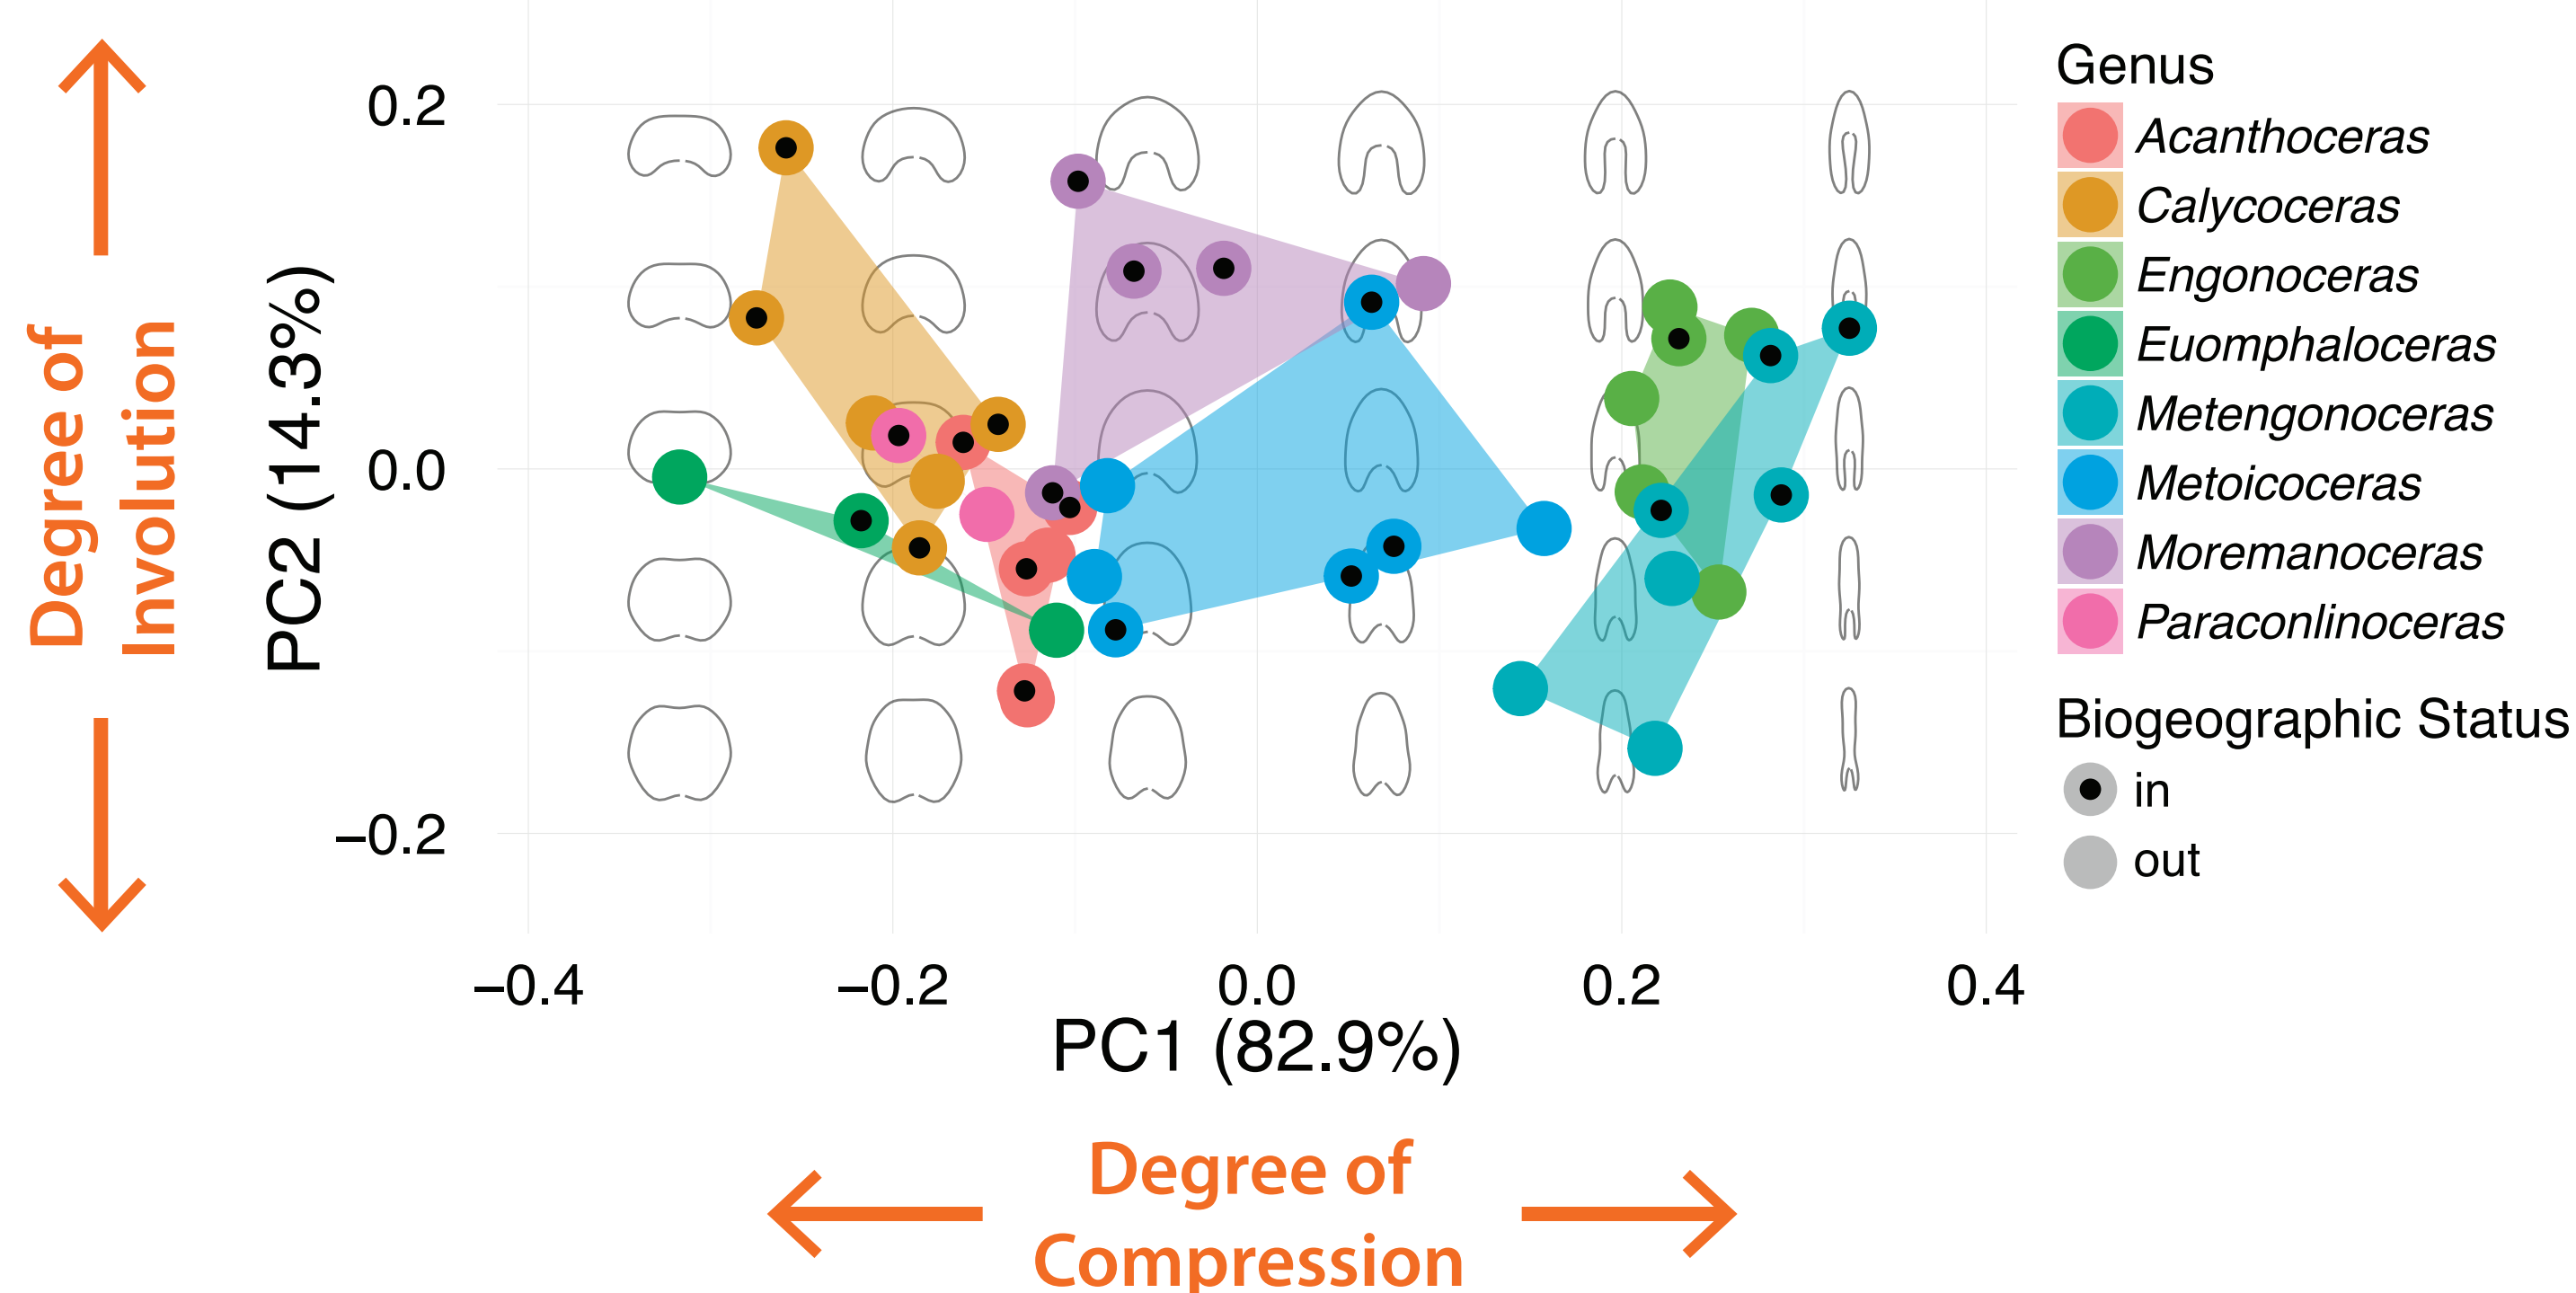 Degree of
Involution
PC2 (14.3%)
0.2
0.0
−0.2
−0.4
−0.2
0.0
0.2
0.4
PC1 (82.9%)
Degree of
Compression
Genus
Acanthoceras
Calycoceras
Engonoceras
Euomphaloceras
Metengonoceras
Metoicoceras
Moremanoceras
Paraconlinoceras
Biogeographic Status
in
out